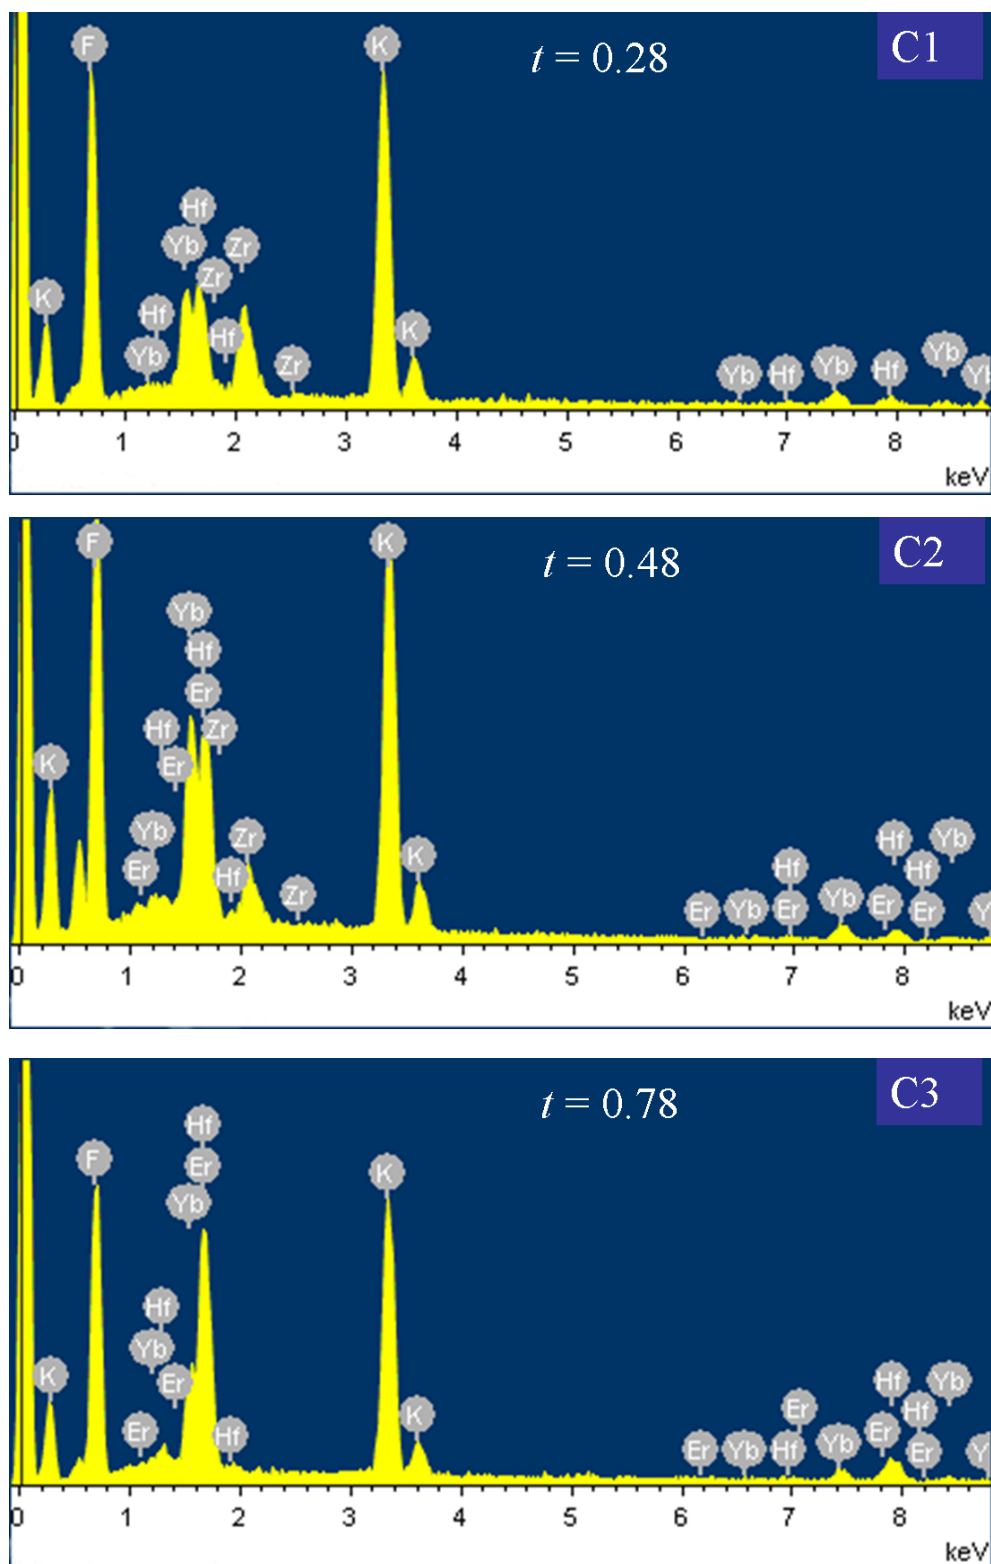 C1
t = 0.28
F K
Hf
Yb Zr
Zr
K Hf
Hf K
Yb Zr Yb Hf Yb Hf Yb Yb
0 1 2 3 4 5 6 7 8
keV
C2
t = 0.48
F K
Yb
Hf
Er
Hf Zr
K Er
Yb Zr Hf Hf Yb
Er Hf K Hf
Zr Er Yb Er Yb Er Er Y
0 1 2 3 4 5 6 7 8
keV
C3
t = 0.78
Hf
F Er K
Yb
Hf
Yb
K Er Hf Yb
Er Hf K Er Er Hf
Er Yb Hf Yb Er Y
0 1 2 3 4 5 6 7 8
keV